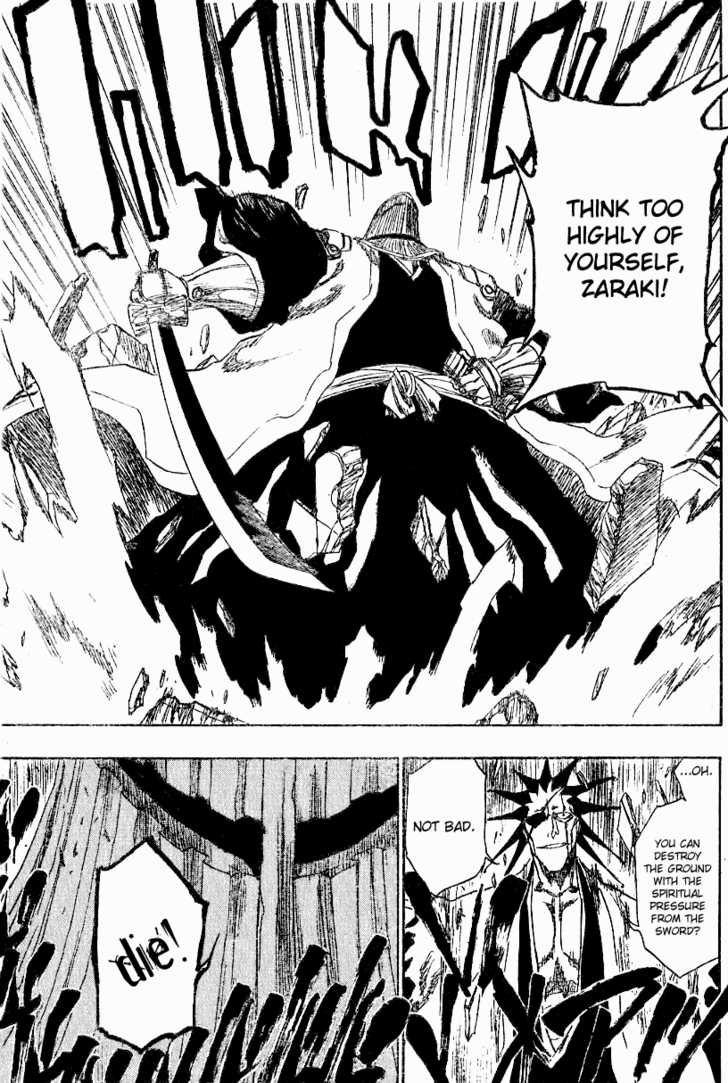 THINK TOO
HIGHLY OF
YOURSELF,
ZARAKI!
...OH.
YOU CAN
DESTROY
THE GROUND
WITH THE
SPIRITUAL
PRESSURE
FROM THE
SWORD?
NOT BAD.
die!